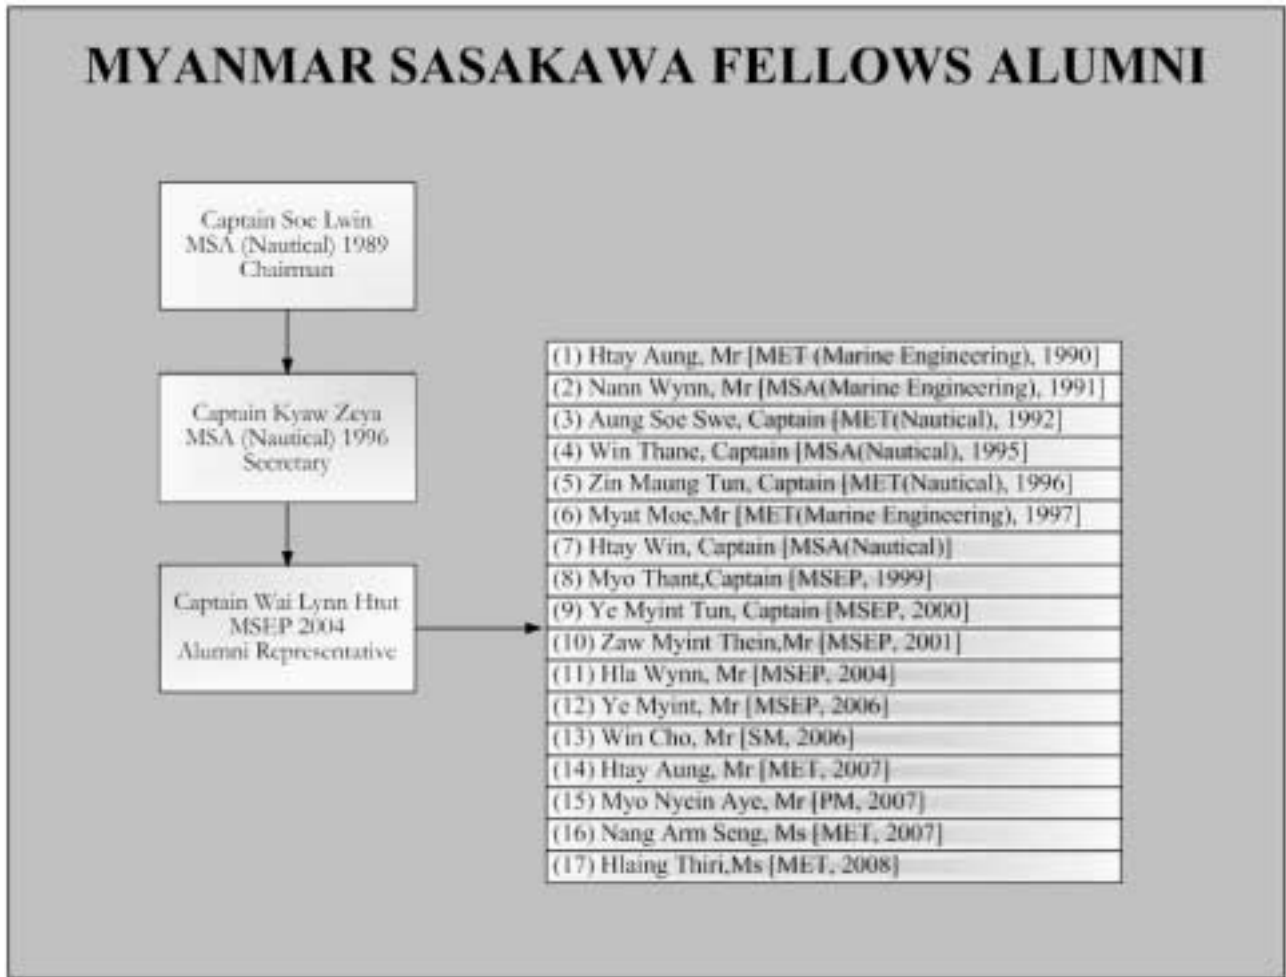 MYANMAR SASAKAWA FELLOWS ALUMNI
Captain Soe Lwin
MSA (Nautical) 1989
Chairman
Captain Kyaw Zeya
MSA (Nautical) 1996
Secretary
Captain Wai Lynn Htut
MSEP 2004
Alumni Representative
(1) Htay Aung, Mr [MET (Marine Engineering), 1990]
(2) Nann Wynn, Mr [MSA(Marine Engineering), 1991]
(3) Aung Soe Swe, Captain [MET(Nautical), 1992]
(4) Win Thane, Captain [MSA(Nautical), 1995]
(5) Zin Maung Tun, Captain [MET(Nautical), 1996]
(6) Myat Moe,Mr [MET(Marine Engineering), 1997]
(7) Htay Win, Captain [MSA(Nautical)]
(8) Myo Thant,Captain [MSEP, 1999]
(9) Ye Myint Tun, Captain [MSEP, 2000]
(10) Zaw Myint Thein,Mr [MSEP, 2001]
(11) Hla Wynn, Mr [MSEP, 2004]
(12) Ye Myint, Mr [MSEP, 2006]
(13) Win Cho, Mr [SM, 2006]
(14) Htay Aung, Mr [MET, 2007]
(15) Myo Nyein Aye, Mr [PM, 2007]
(16) Nang Arm Seng, Ms [MET, 2007]
(17) Hlaing Thiri,Ms [MET, 2008]